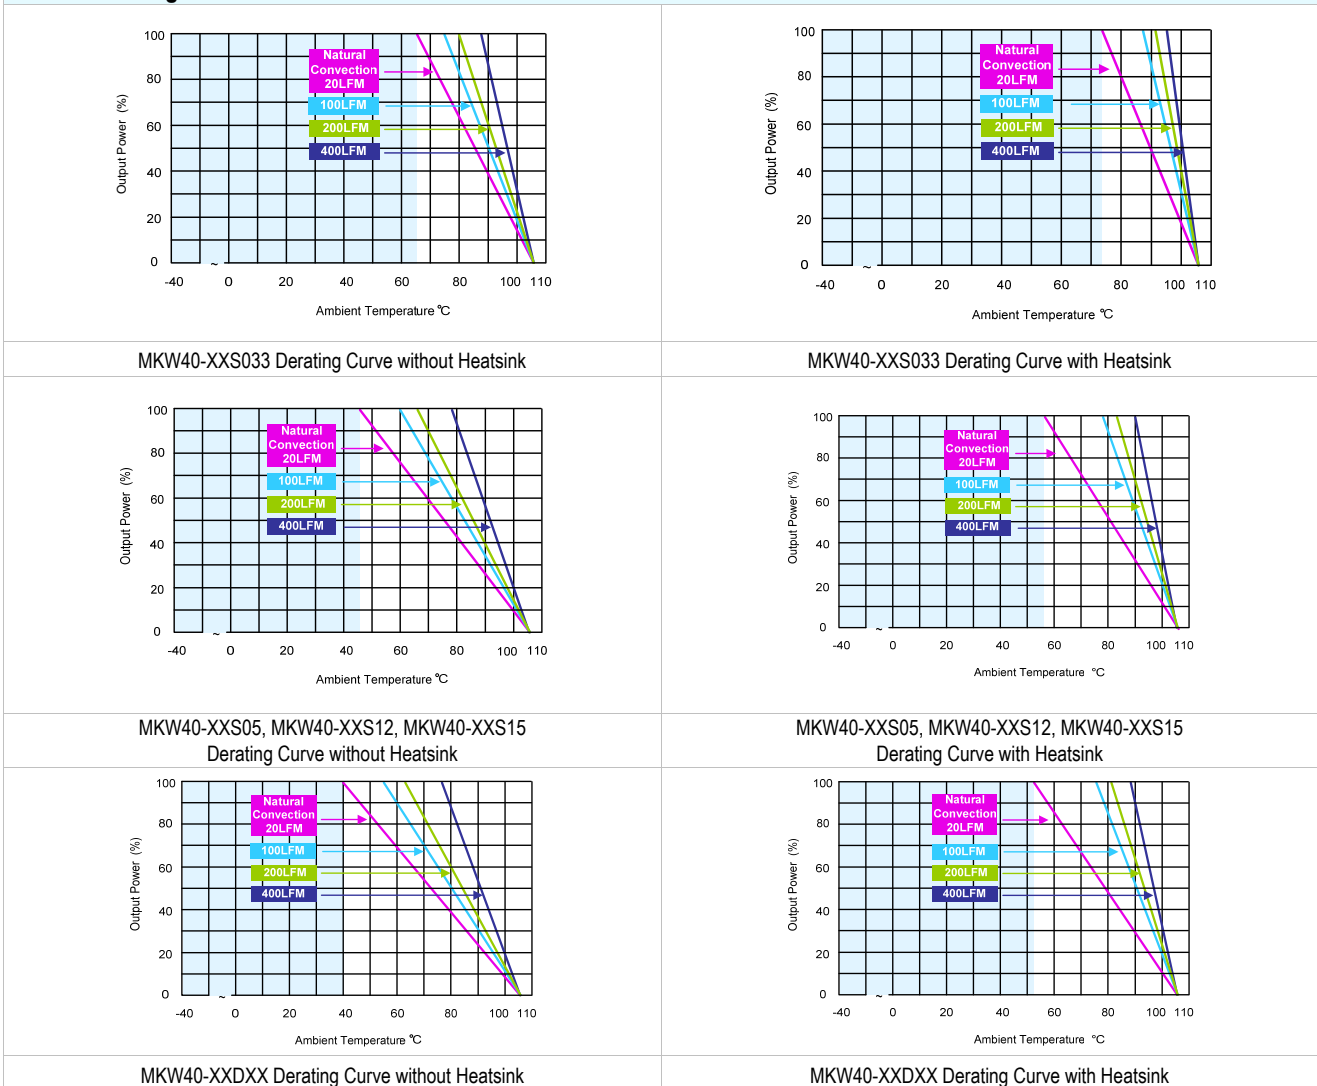 100
80
60
40
20
0
Output Power (%)
Natural
Convection
20LFM
100LFM
200LFM
400LFM
~
-40 0 20 40 60 80 100 110
Ambient Temperature ℃
100
80
60
40
20
0
Output Power (%)
Natural
Convection
20LFM
100LFM
200LFM
400LFM
~
-40 0 20 40 60 80 100 110
Ambient Temperature ℃
MKW40-XXS033 Derating Curve without Heatsink
MKW40-XXS033 Derating Curve with Heatsink
100
80
60
40
20
0
Output Power (%)
Natural
Convection
20LFM
100LFM
200LFM
400LFM
~
-40 0 20 40 60 80 100 110
Ambient Temperature ℃
100
80
60
40
20
0
Output Power (%)
Natural
Convection
20LFM
100LFM
200LFM
400LFM
~
-40 0 20 40 60 80 100 110
Ambient Temperature ℃
MKW40-XXS05, MKW40-XXS12, MKW40-XXS15
Derating Curve without Heatsink
MKW40-XXS05, MKW40-XXS12, MKW40-XXS15
Derating Curve with Heatsink
100
80
60
40
20
0
Output Power (%)
Natural
Convection
20LFM
100LFM
200LFM
400LFM
~
-40 0 20 40 60 80 100 110
Ambient Temperature ℃
100
80
60
40
20
0
Output Power (%)
Natural
Convection
20LFM
100LFM
200LFM
400LFM
~
-40 0 20 40 60 80 100 110
Ambient Temperature ℃
MKW40-XXDXX Derating Curve without Heatsink
MKW40-XXDXX Derating Curve with Heatsink